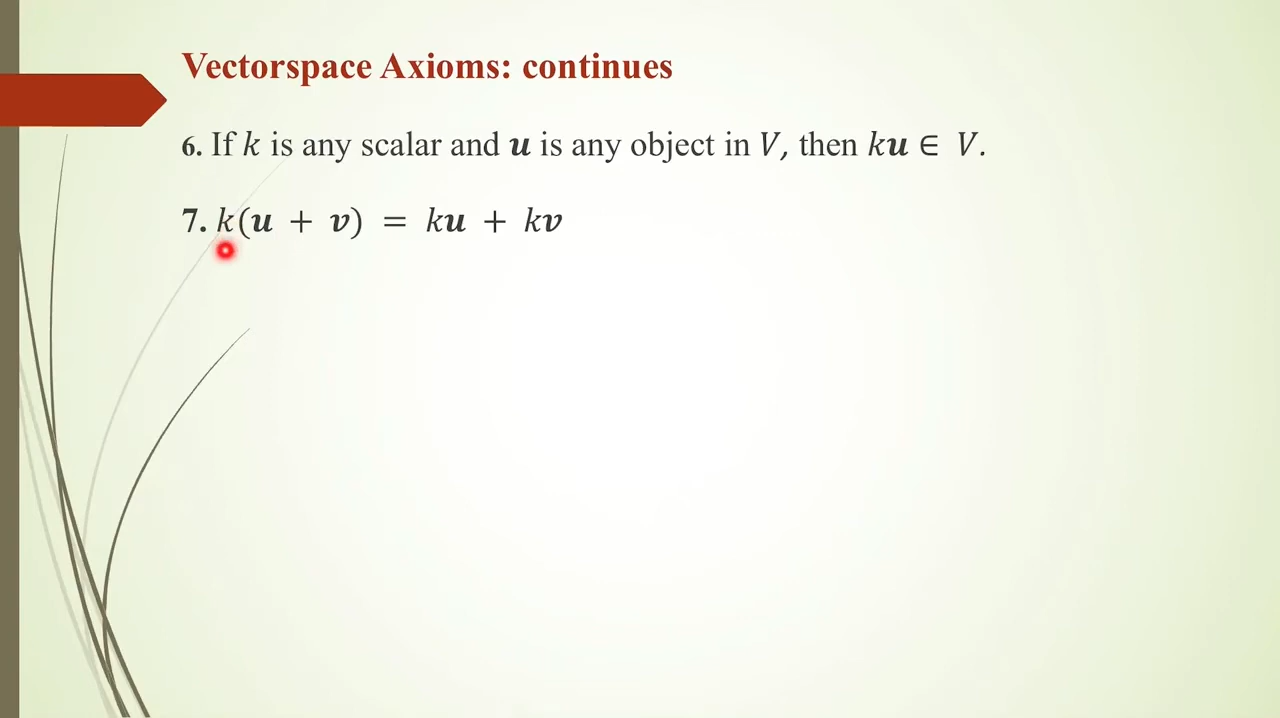 Vectorspace Axioms: continues
6. If k is any scalar and u is any object in V, then ku ∈ V.
7. k(u + v) = ku + kv